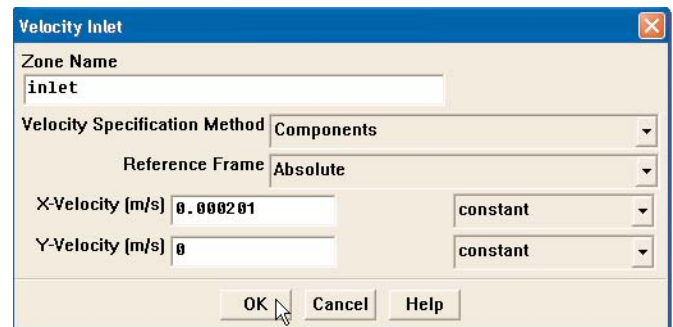 Velocity Inlet
Zone Name
inlet
Velocity Specification Method Components
Reference Frame Absolute
X-Velocity (m/s) 0.000201 constant
Y-Velocity (m/s) 0 constant
OK Cancel Help